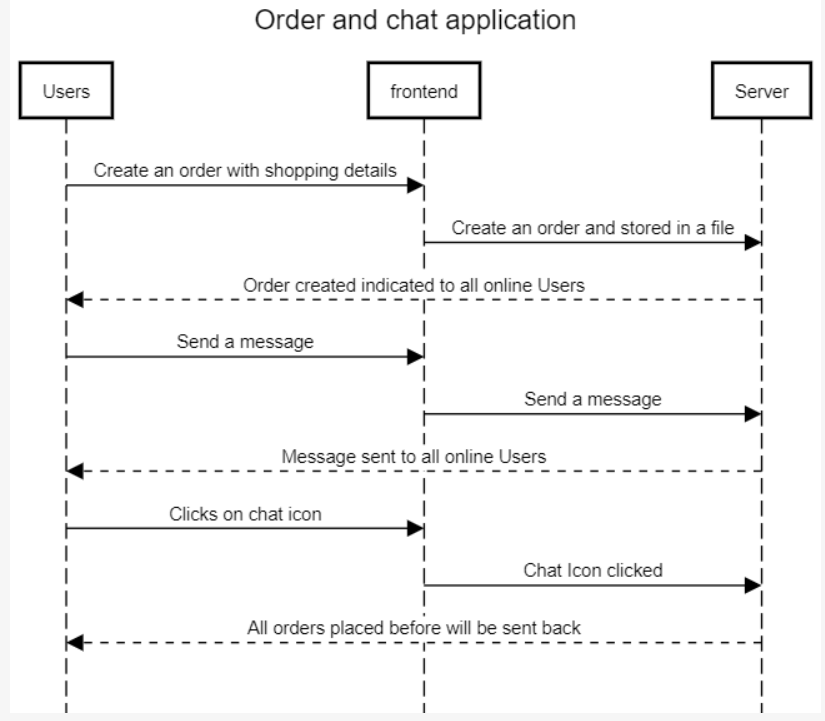 Order and chat application
Users
frontend
Server
Create an order with shopping details
Create an order and stored in a file
Order created indicated to all online Users
Send a message
Send a message
Message sent to all online Users
Clicks on chat icon
Chat Icon clicked
All orders placed before will be sent back